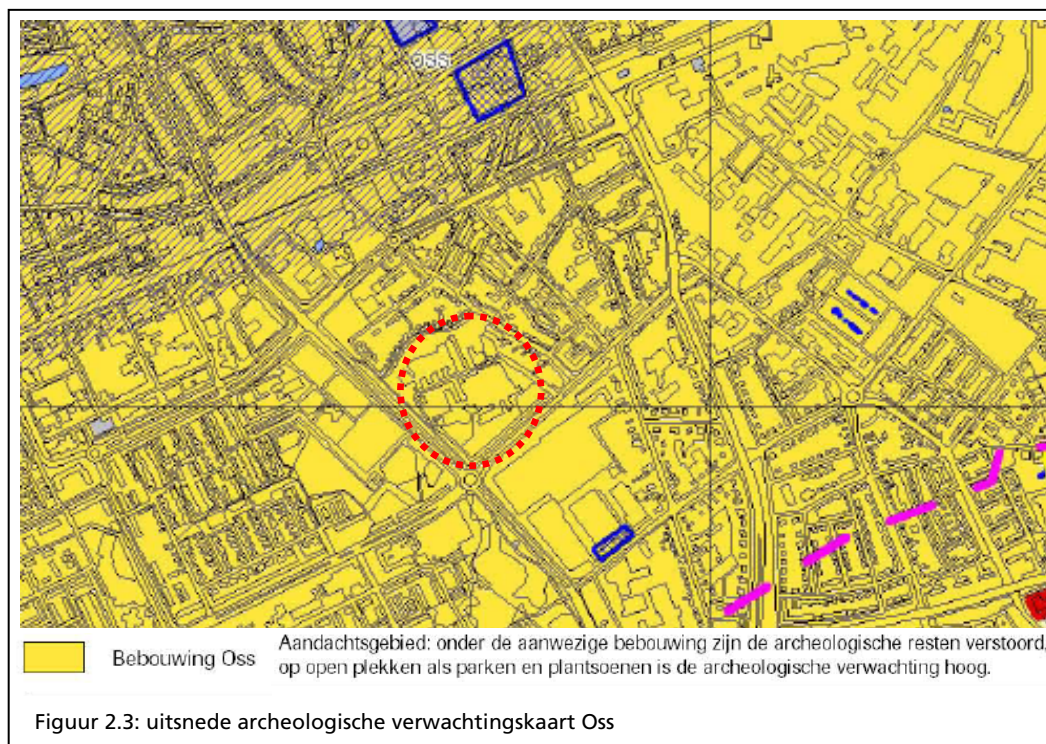 oss
Bebouwing Oss
Aandachtsgebied: onder de aanwezige bebouwing zijn de archeologische resten verstoord,
op open plekken als parken en plantsoenen is de archeologische verwachting hoog.
Figuur 2.3: uitsnede archeologische verwachtingskaart Oss